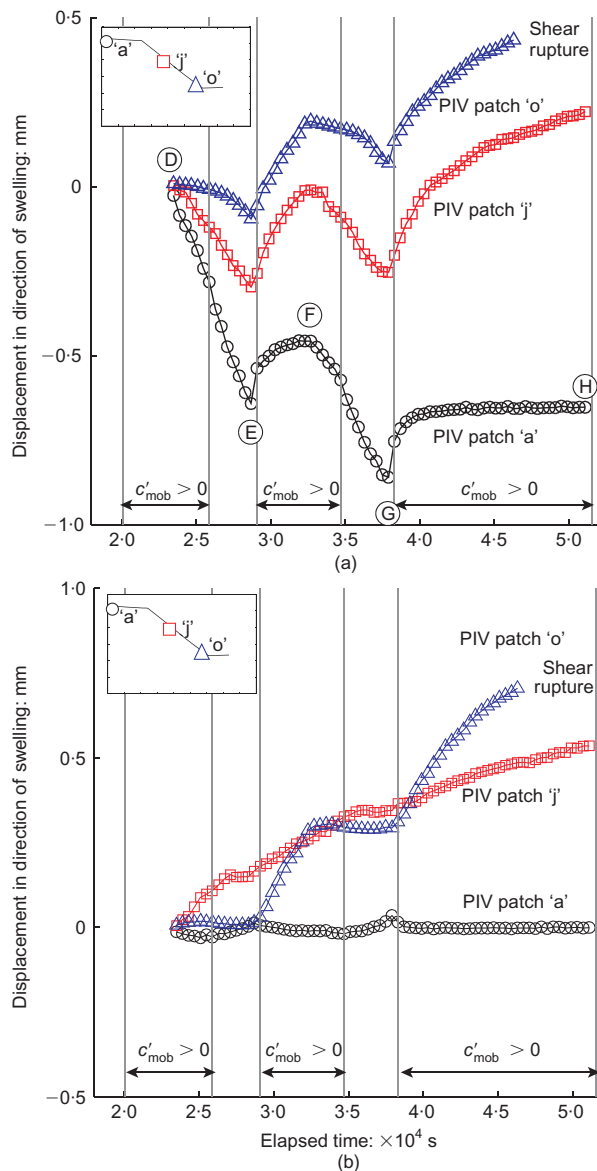 0·5
Shear
rupture
'a'
'j'
'o'
PIV patch 'o'
D
0
PIV patch 'j'
Displacement in direction of swelling: mm
F
−0·5
H
E
PIV patch 'a'
c′mob > 0
c′mob > 0
c′mob > 0
G
−1·0
2·0
2·5
3·0
3·5
4·0
4·5
5·0
(a)
1·0
'a'
'j'
'o'
PIV patch 'o'
Shear
rupture
0·5
PIV patch 'j'
Displacement in direction of swelling: mm
PIV patch 'a'
0
c′mob > 0
c′mob > 0
c′mob > 0
−0·5
2·0
2·5
3·0
3·5
4·0
4·5
5·0
Elapsed time: ×10⁴ s
(b)